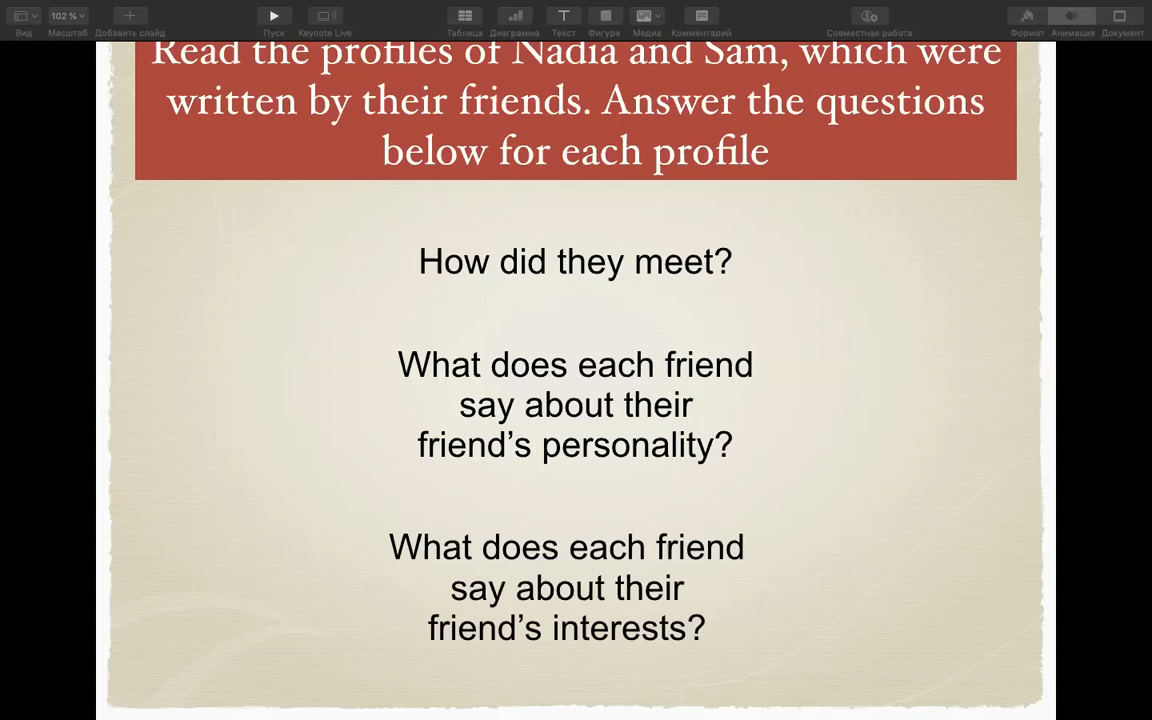 102 %
Вид
Масштаб
Добавить слайд
Пуск
Keynote Live
Таблица
Диаграмма
Текст
Фигура
Медиа
Комментарий
Совместная работа
Формат
Анимация
Документ
Read the profiles of Nadia and Sam, which were
written by their friends. Answer the questions
below for each profile
How did they meet?
What does each friend
say about their
friend’s personality?
What does each friend
say about their
friend’s interests?